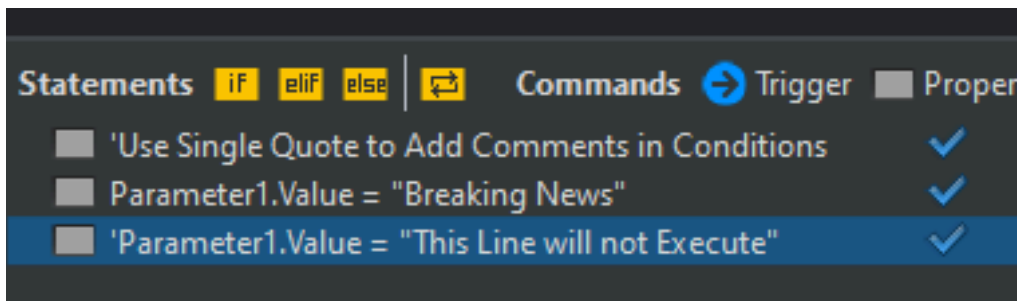 Statements if elif else Commands Trigger Proper
'Use Single Quote to Add Comments in Conditions
Parameter1.Value = "Breaking News"
'Parameter1.Value = "This Line will not Execute"